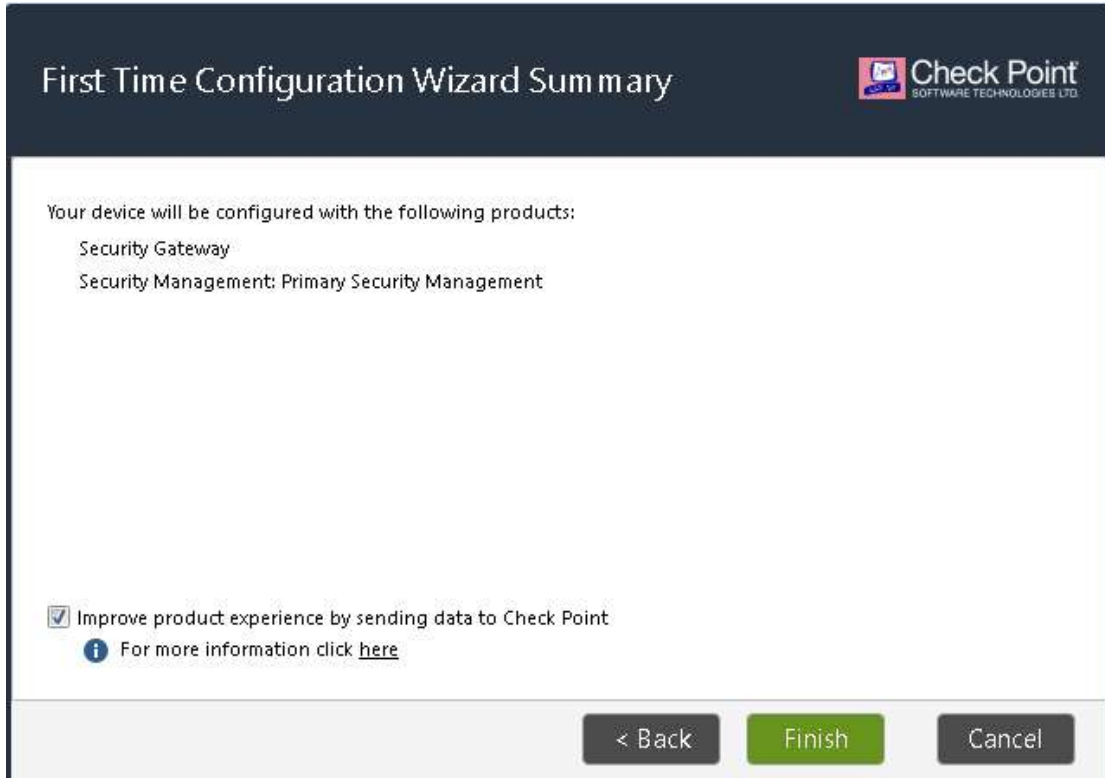 First Time Configuration Wizard Summary
Check Point
SOFTWARE TECHNOLOGIES LTD.
Your device will be configured with the following products:
Security Gateway
Security Management: Primary Security Management
Improve product experience by sending data to Check Point
For more information click here
< Back
Finish
Cancel